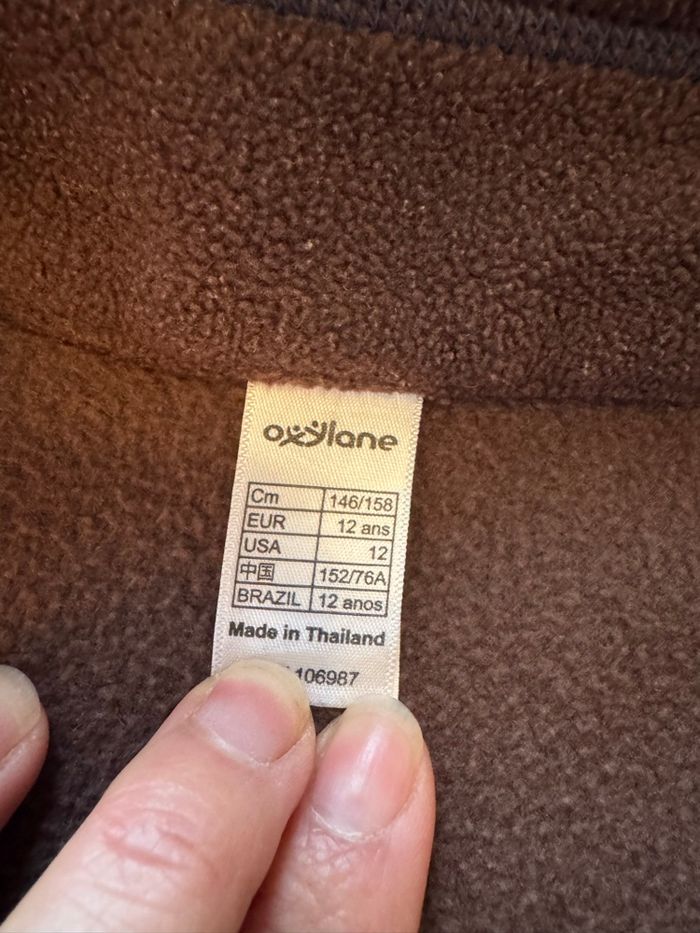 oxylane
Cm 146/158
EUR 12 ans
USA 12
中国 152/76A
BRAZIL 12 anos
Made in Thailand
106987